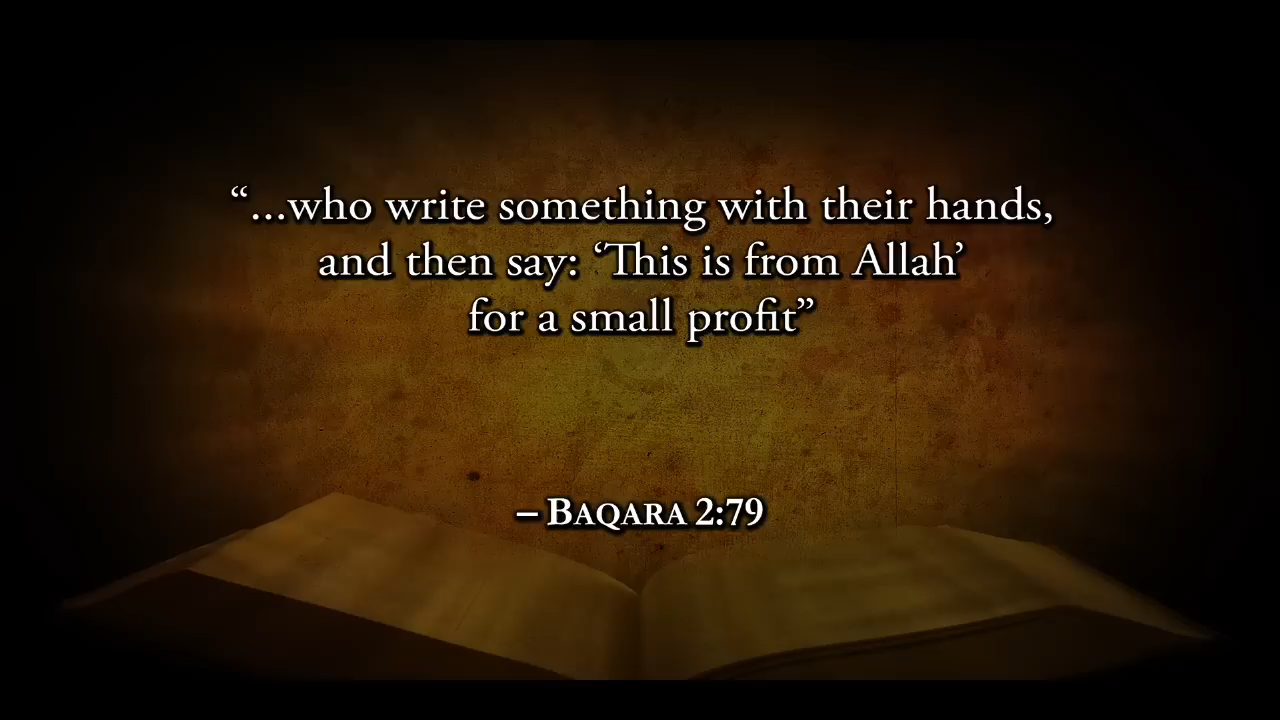 “...who write something with their hands,
and then say: ‘This is from Allah’
for a small profit”
– BAQARA 2:79